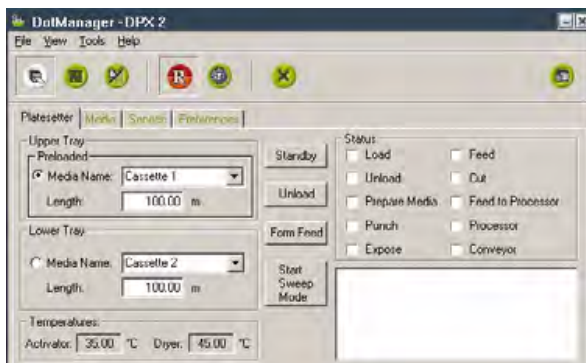 DotManager - DPX 2
File View Tools Help
R
Platesetter Media Service Preferences
Upper Tray
Preloaded
Media Name: Cassette 1
Length: 100.00 m
Lower Tray
Media Name: Cassette 2
Length: 100.00 m
Temperatures:
Activator: 35.00 °C Dryer: 45.00 °C
Standby
Unload
Form Feed
Start
Sweep
Mode
Status
Load Feed
Unload Cut
Prepare Media Feed to Processor
Punch Processor
Expose Conveyor